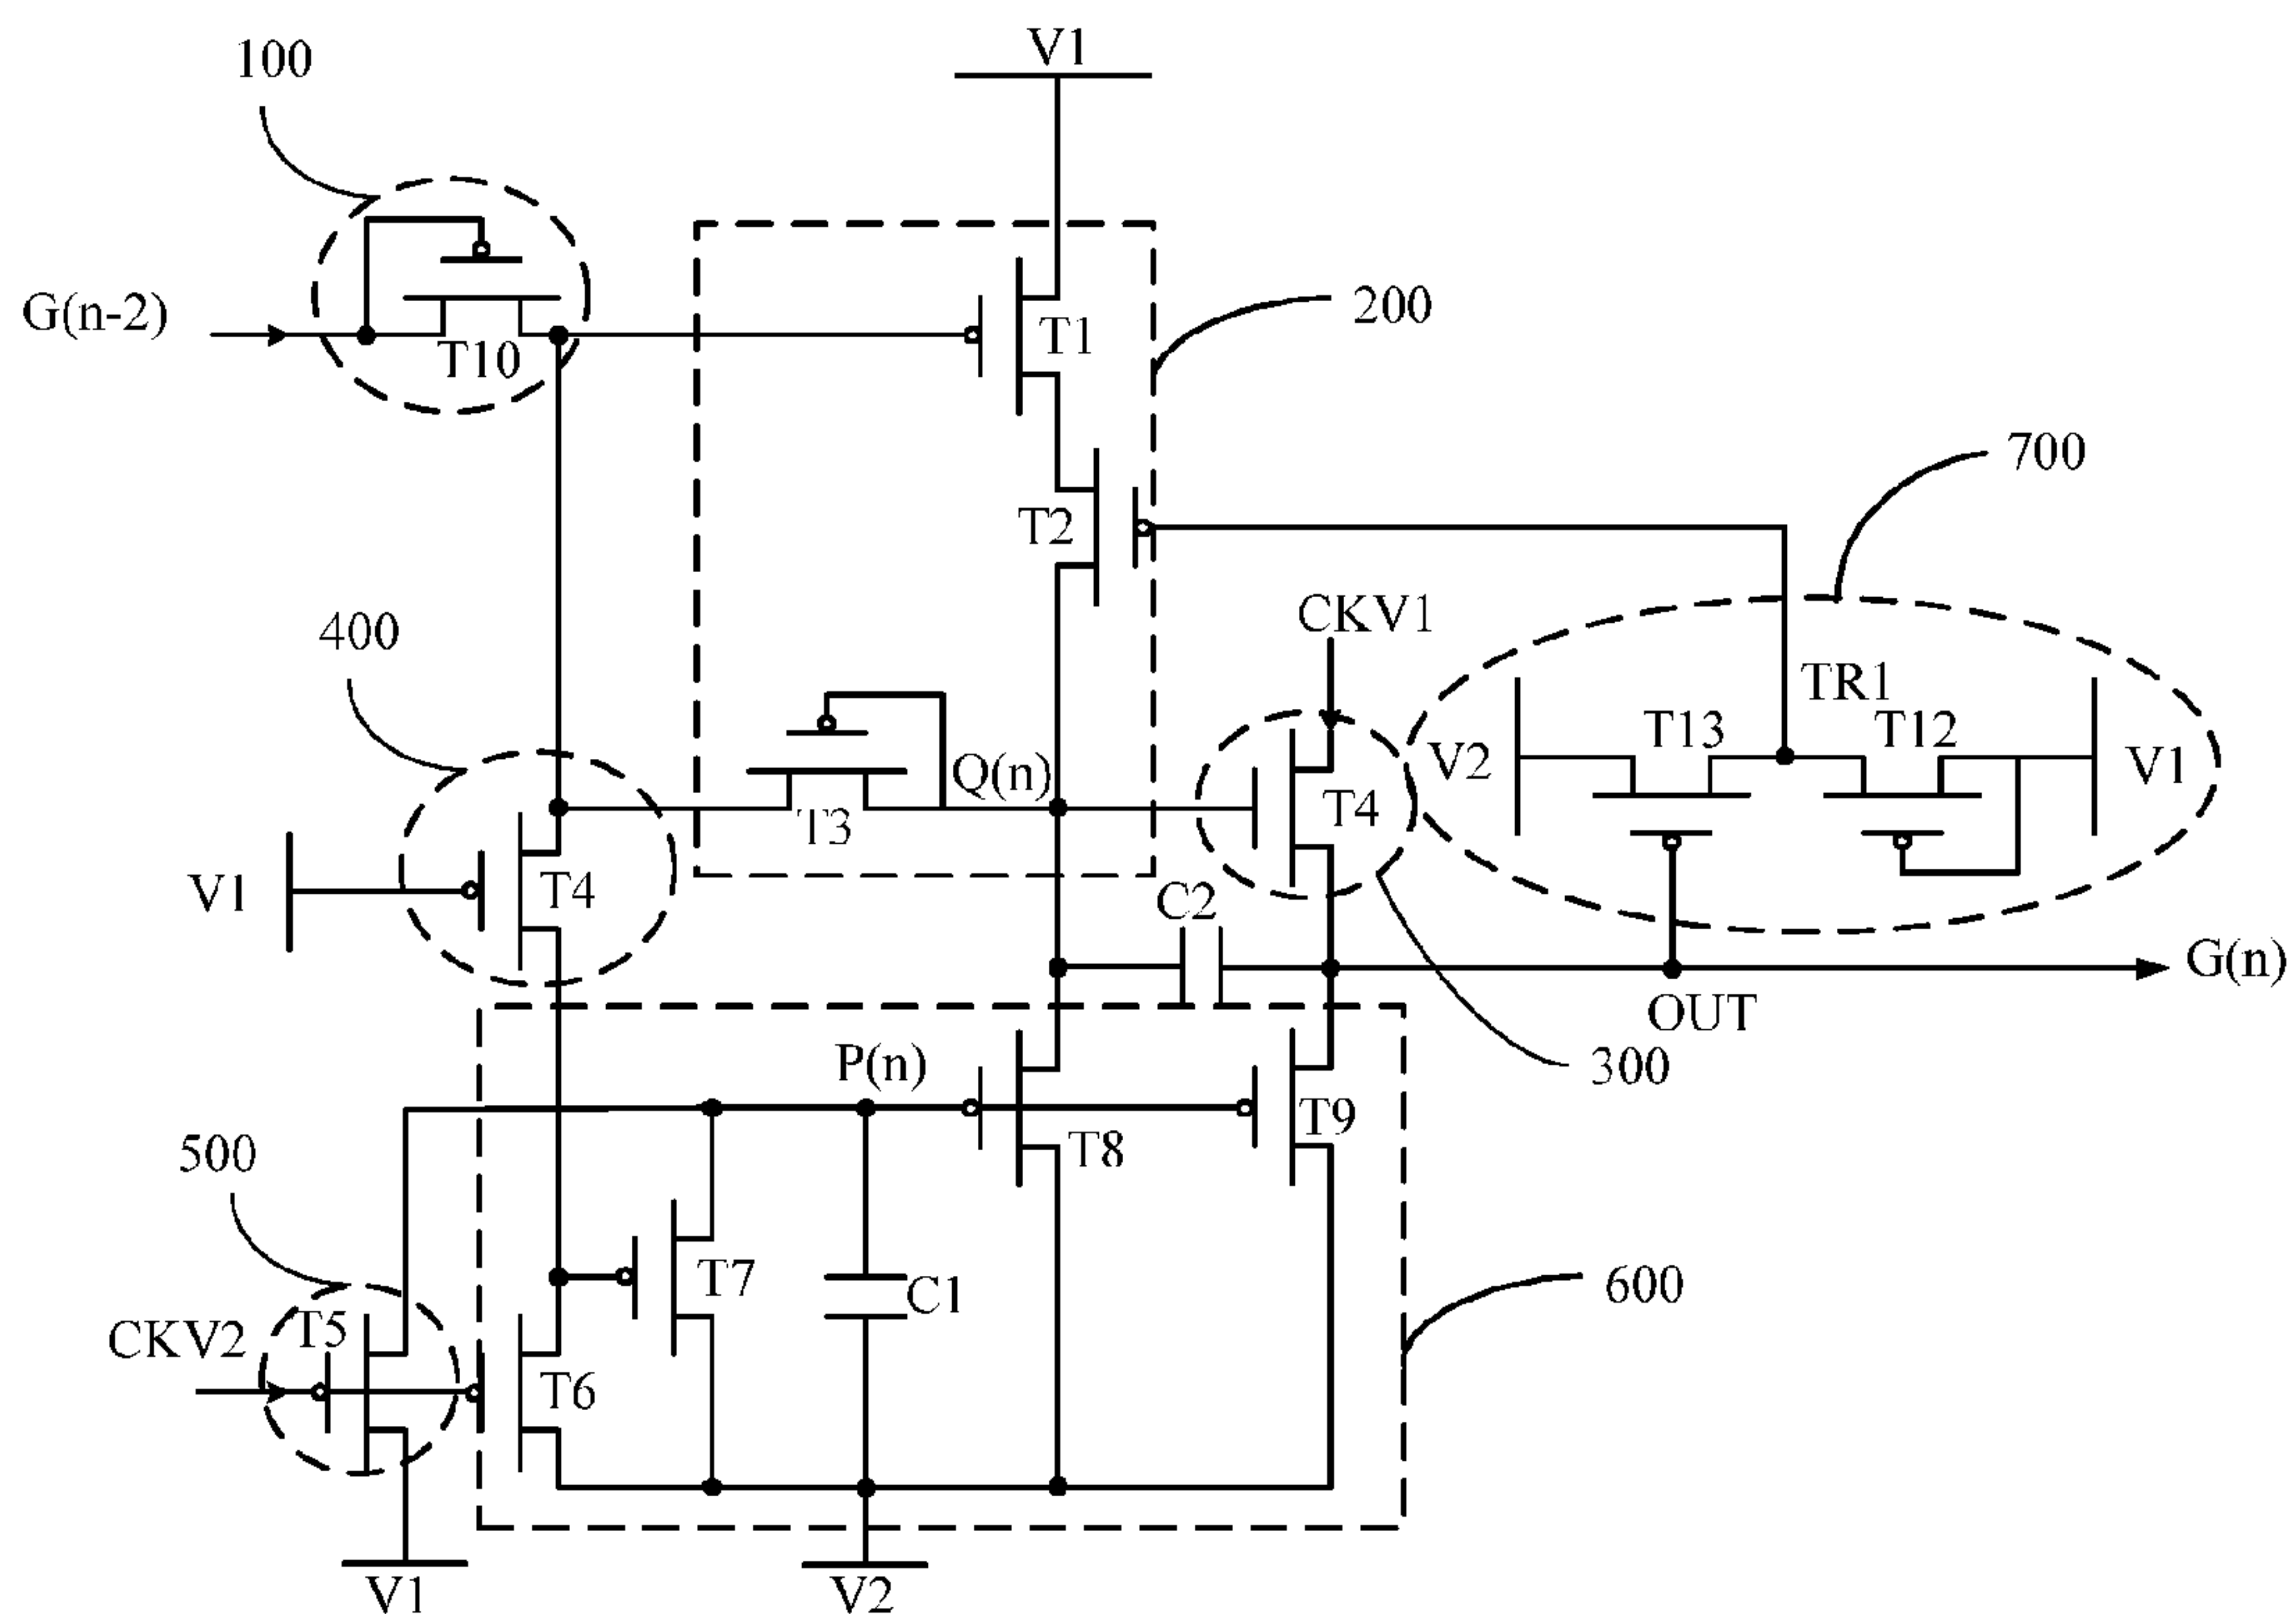 V1
100
G(n-2)
T10
T1
200
T2
700
CKV1
400
TR1
T13
T12
V2
V1
Q(n)
T3
T4
V1
T4
C2
G(n)
OUT
P(n)
300
T9
T8
500
T7
C1
600
CKV2
T5
T6
V1
V2